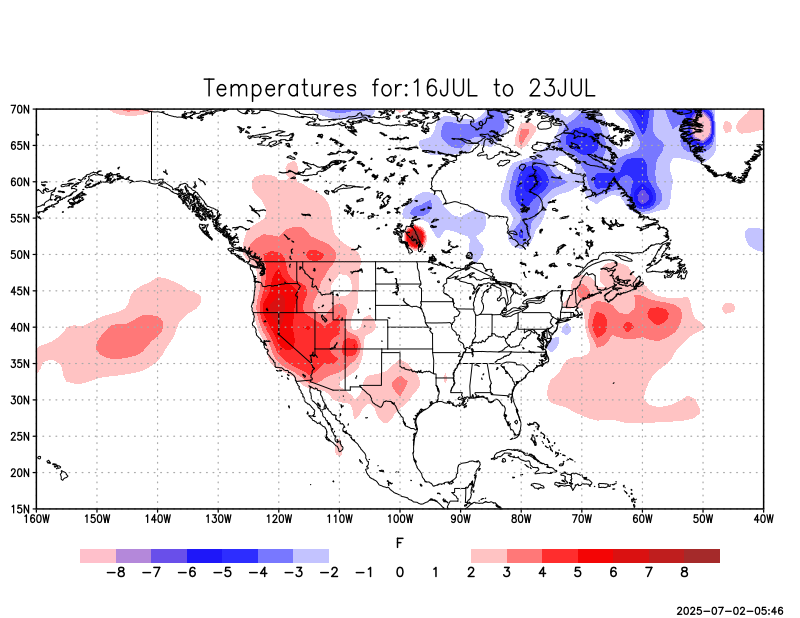 Temperatures for:16JUL to 23JUL
70N
65N
60N
55N
50N
45N
40N
35N
30N
25N
20N
15N
160W 150W 140W 130W 120W 110W 100W 90W 80W 70W 60W 50W 40W
F
-8 -7 -6 -5 -4 -3 -2 -1 0 1 2 3 4 5 6 7 8
2025-07-02-05:46